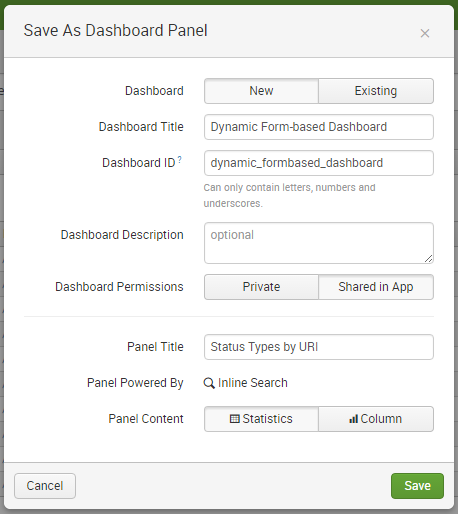 Save As Dashboard Panel ×
Dashboard New Existing
Dashboard Title Dynamic Form-based Dashboard
Dashboard ID ? dynamic_formbased_dashboard
Can only contain letters, numbers and
underscores.
Dashboard Description optional
Dashboard Permissions Private Shared in App
Panel Title Status Types by URI
Panel Powered By Inline Search
Panel Content Statistics Column
Cancel Save